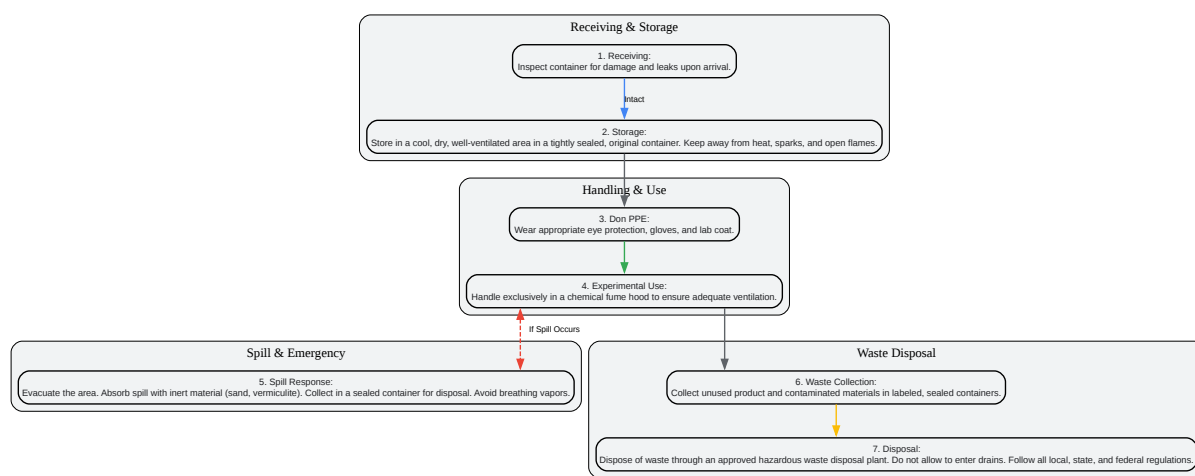 Receiving & Storage
1. Receiving:
Inspect container for damage and leaks upon arrival.
Intact
2. Storage:
Store in a cool, dry, well-ventilated area in a tightly sealed, original container. Keep away from heat, sparks, and open flames.
Handling & Use
3. Don PPE:
Wear appropriate eye protection, gloves, and lab coat.
4. Experimental Use:
Handle exclusively in a chemical fume hood to ensure adequate ventilation.
If Spill Occurs
Spill & Emergency
5. Spill Response:
Evacuate the area. Absorb spill with inert material (sand, vermiculite). Collect in a sealed container for disposal. Avoid breathing vapors.
Waste Disposal
6. Waste Collection:
Collect unused product and contaminated materials in labeled, sealed containers.
7. Disposal:
Dispose of waste through an approved hazardous waste disposal plant. Do not allow to enter drains. Follow all local, state, and federal regulations.